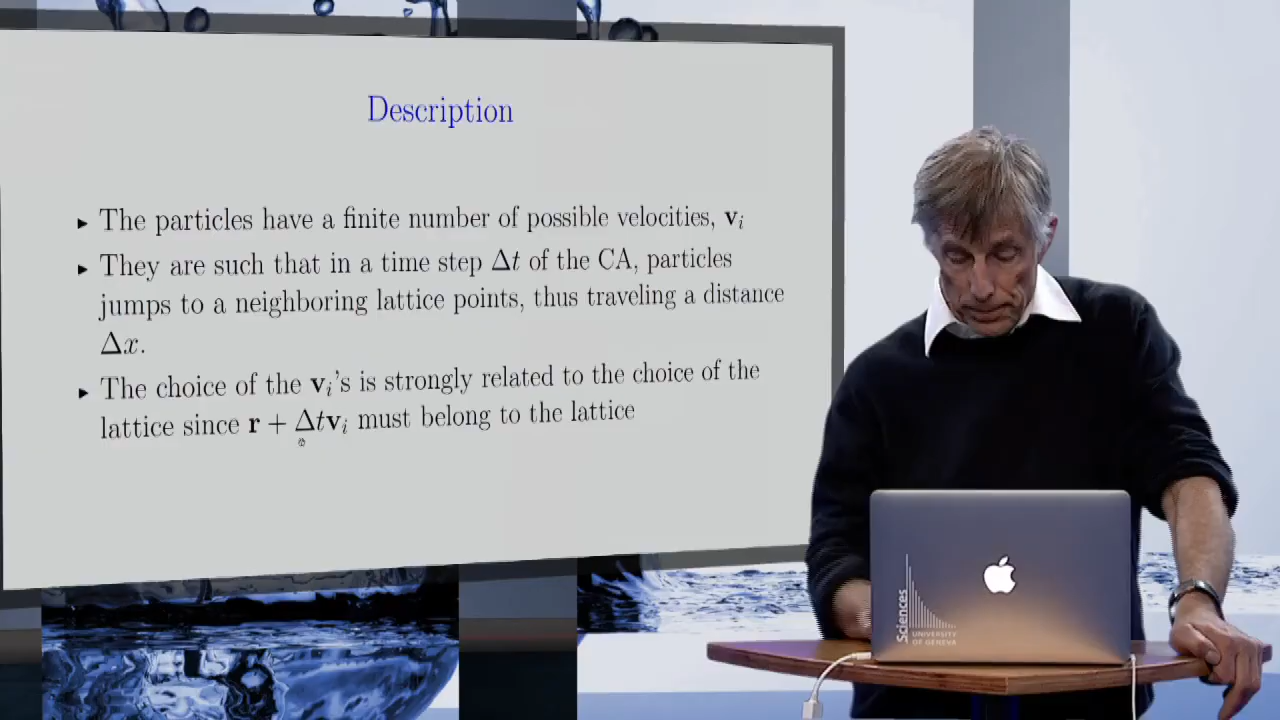 Description
▸ The particles have a finite number of possible velocities, vᵢ
▸ They are such that in a time step Δt of the CA, particles
jumps to a neighboring lattice points, thus traveling a distance
Δx.
▸ The choice of the vᵢ's is strongly related to the choice of the
lattice since r + Δtvᵢ must belong to the lattice
Sciences
UNIVERSITY
OF GENEVA